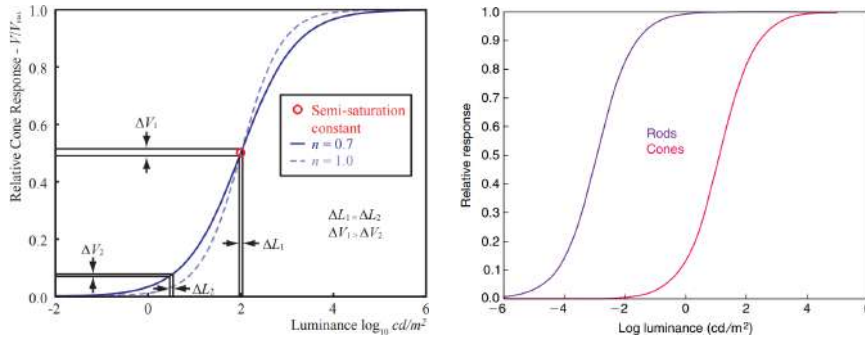 Relative Cone Response - V/Vmax
1.0
0.8
0.6
0.4
0.2
0.0
-2
0
2
4
6
Luminance log10 cd/m²
ΔV1
ΔV2
ΔL1
ΔL2
Semi-saturation
constant
n = 0.7
n = 1.0
ΔL1 = ΔL2
ΔV1 > ΔV2
Relative response
1.0
0.9
0.8
0.7
0.6
0.5
0.4
0.3
0.2
0.1
0.0
−6
−4
−2
0
2
4
6
Log luminance (cd/m²)
Rods
Cones